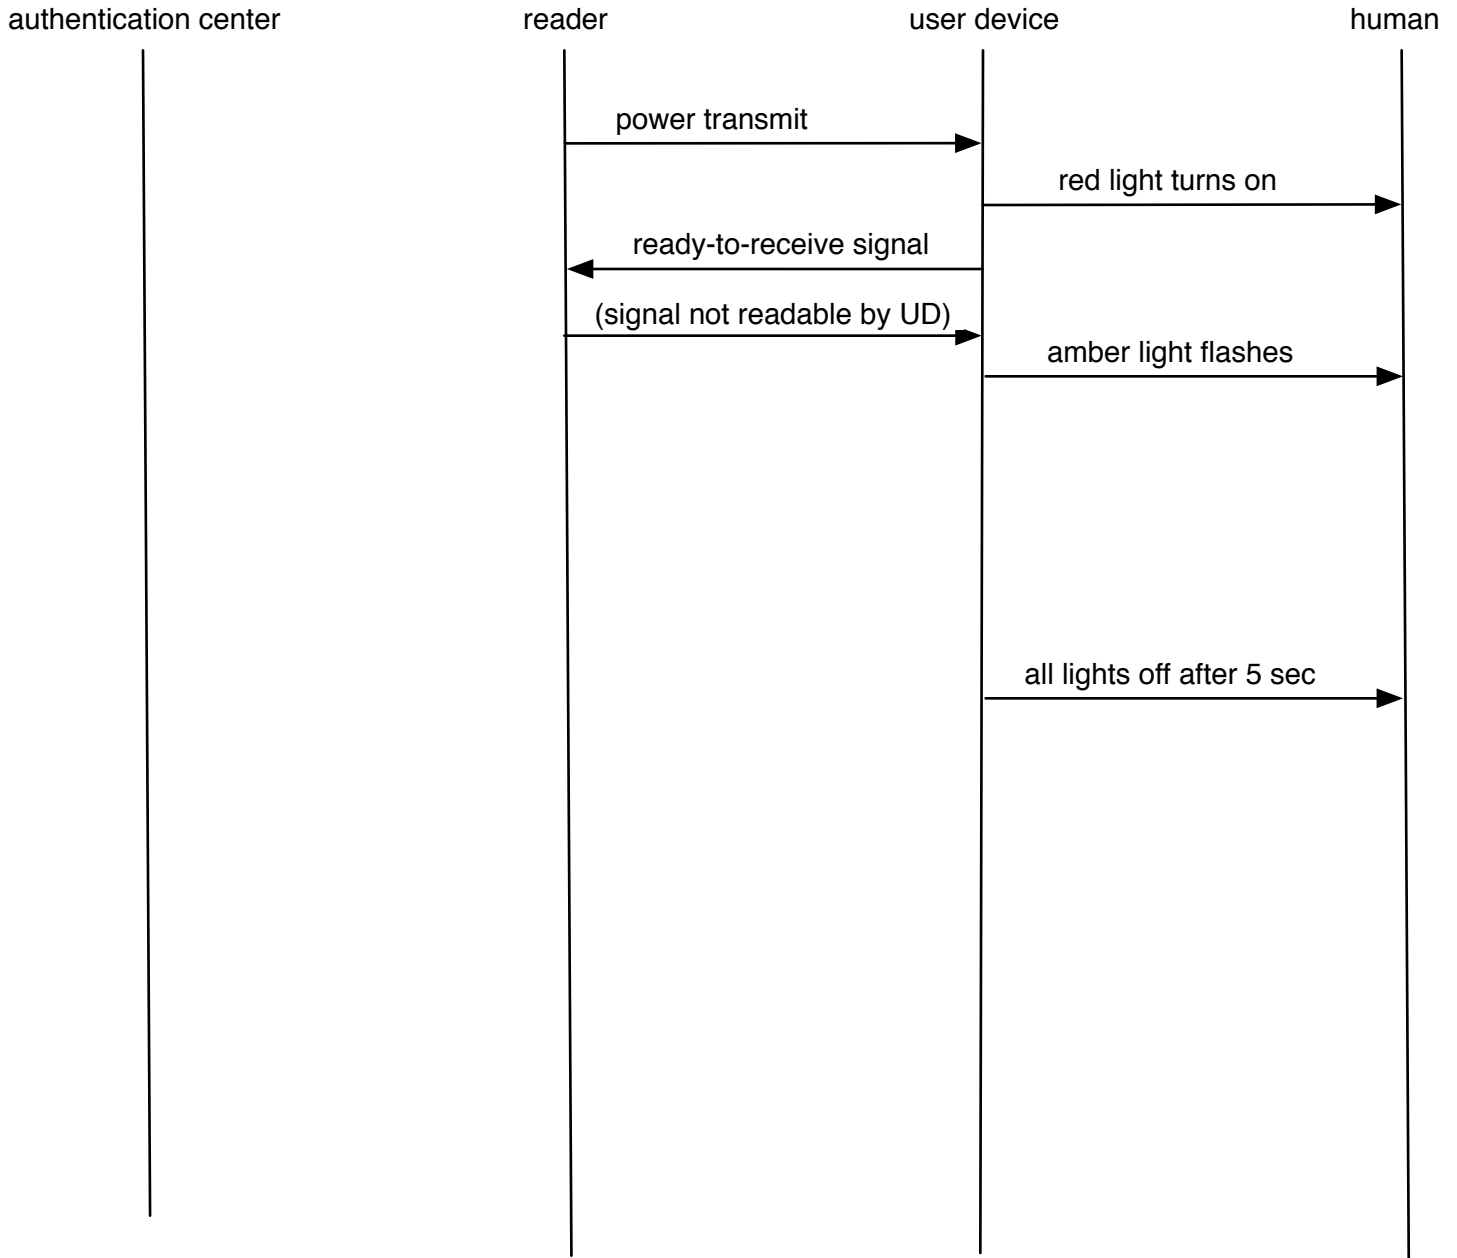 authentication center
reader
user device
human
power transmit
red light turns on
ready-to-receive signal
(signal not readable by UD)
amber light flashes
all lights off after 5 sec